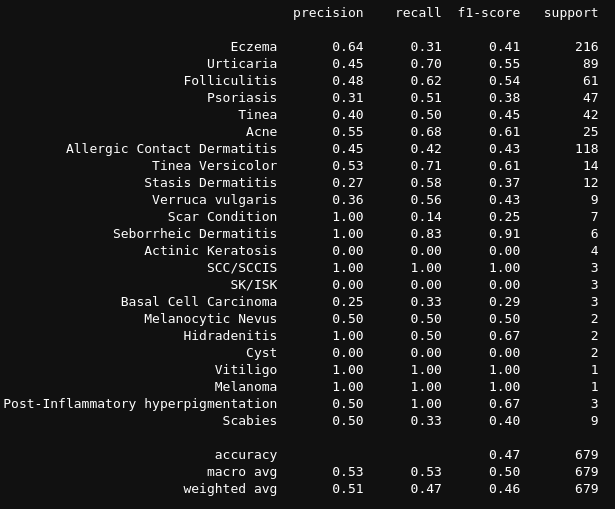 precision recall f1-score support
Eczema 0.64 0.31 0.41 216
Urticaria 0.45 0.70 0.55 89
Folliculitis 0.48 0.62 0.54 61
Psoriasis 0.31 0.51 0.38 47
Tinea 0.40 0.50 0.45 42
Acne 0.55 0.68 0.61 25
Allergic Contact Dermatitis 0.45 0.42 0.43 118
Tinea Versicolor 0.53 0.71 0.61 14
Stasis Dermatitis 0.27 0.58 0.37 12
Verruca vulgaris 0.36 0.56 0.43 9
Scar Condition 1.00 0.14 0.25 7
Seborrheic Dermatitis 1.00 0.83 0.91 6
Actinic Keratosis 0.00 0.00 0.00 4
SCC/SCCIS 1.00 1.00 1.00 3
SK/ISK 0.00 0.00 0.00 3
Basal Cell Carcinoma 0.25 0.33 0.29 3
Melanocytic Nevus 0.50 0.50 0.50 2
Hidradenitis 1.00 0.50 0.67 2
Cyst 0.00 0.00 0.00 2
Vitiligo 1.00 1.00 1.00 1
Melanoma 1.00 1.00 1.00 1
Post-Inflammatory hyperpigmentation 0.50 1.00 0.67 3
Scabies 0.50 0.33 0.40 9
accuracy 0.47 679
macro avg 0.53 0.53 0.50 679
weighted avg 0.51 0.47 0.46 679